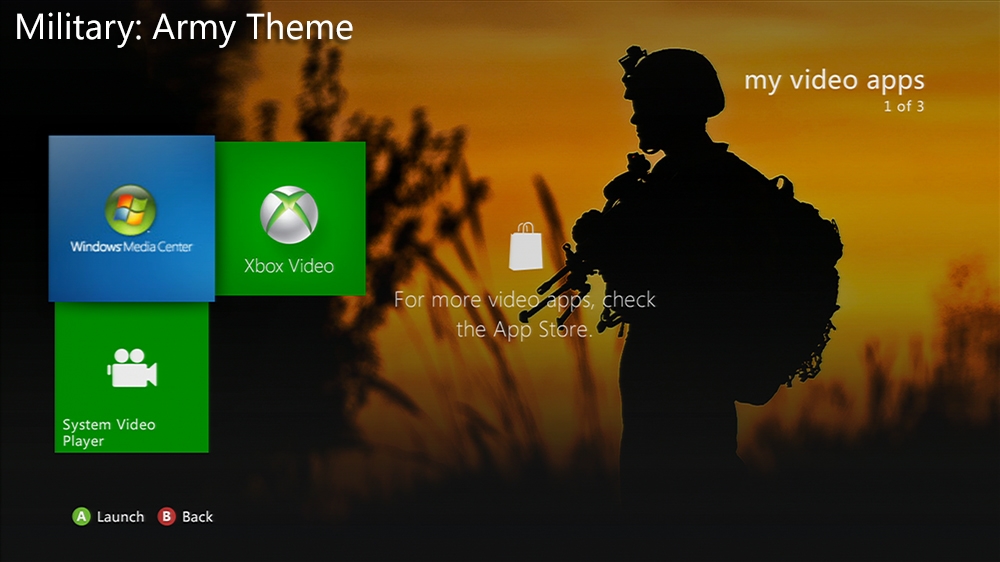 Military: Army Theme
my video apps
1 of 3
Windows Media Center
Xbox Video
For more video apps, check
the App Store.
System Video
Player
A Launch B Back